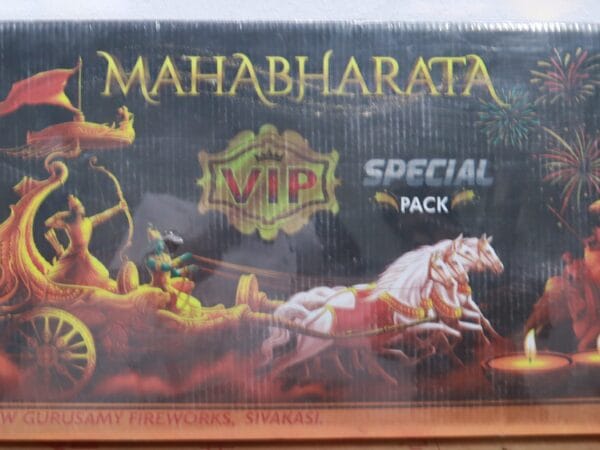 MAHABHARATA
VIP
SPECIAL
PACK
W GURUSAMY FIREWORKS, SIVAKASI.